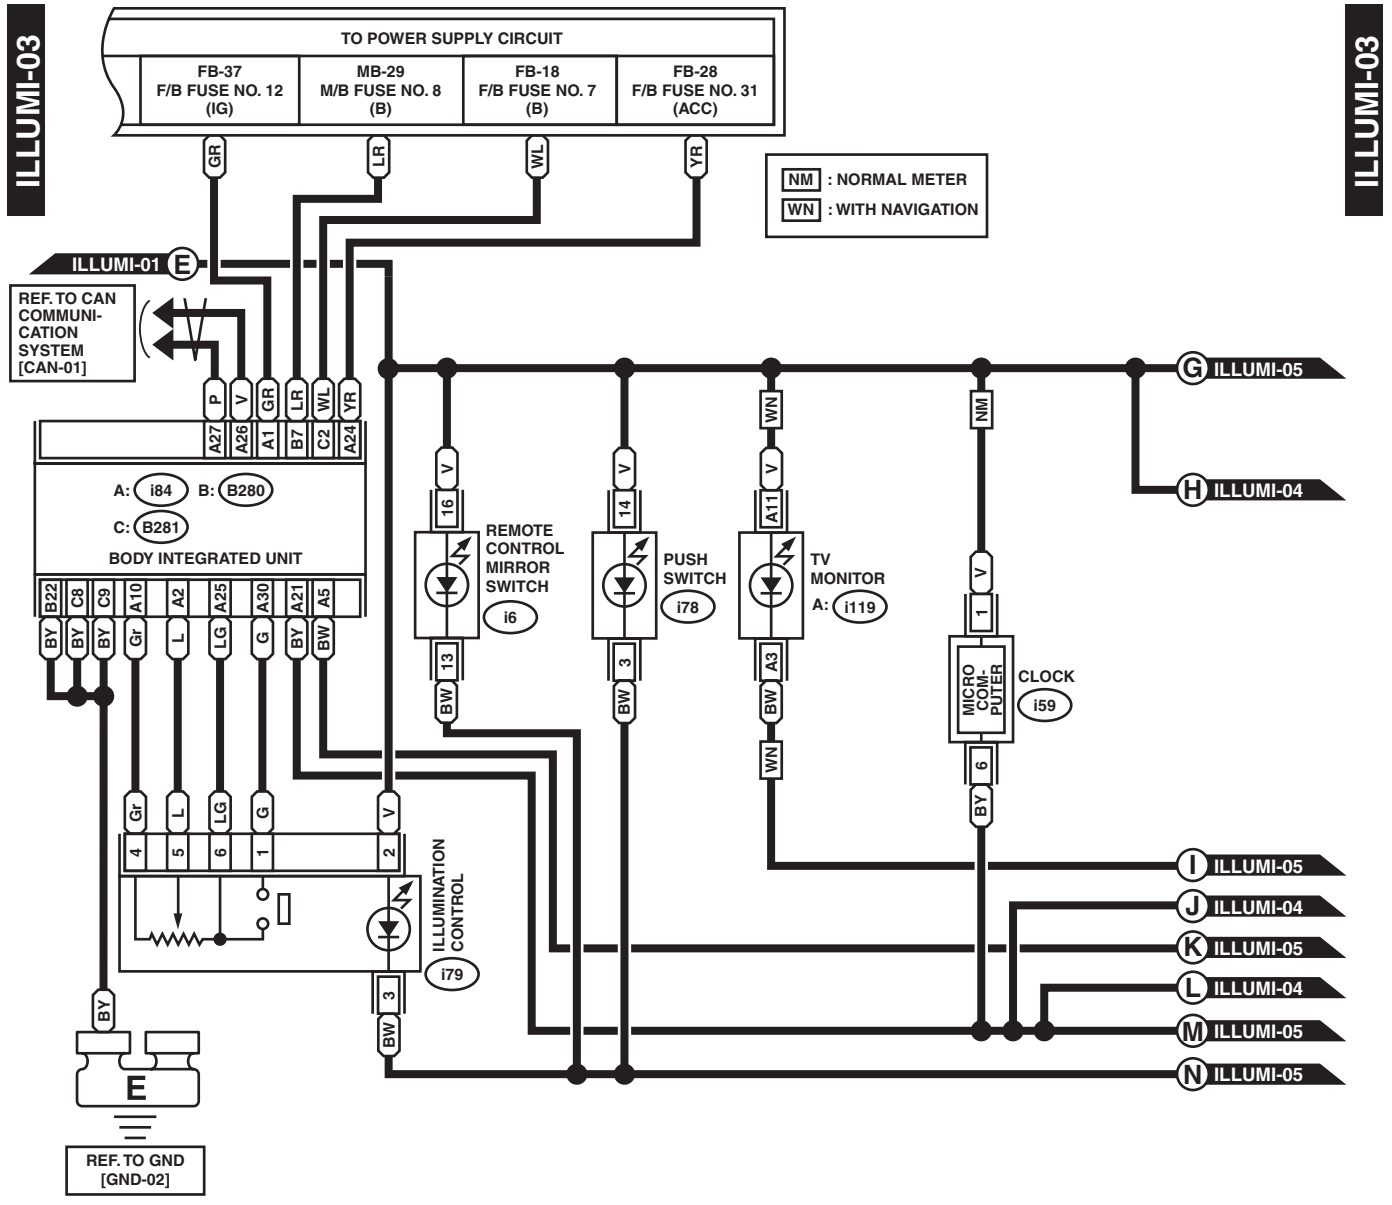 ILLUMI-03
ILLUMI-03
TO POWER SUPPLY CIRCUIT
FB-37
F/B FUSE NO. 12
(IG)
MB-29
M/B FUSE NO. 8
(B)
FB-18
F/B FUSE NO. 7
(B)
FB-28
F/B FUSE NO. 31
(ACC)
GR
LR
WL
YR
NM : NORMAL METER
WN : WITH NAVIGATION
ILLUMI-01 E
REF. TO CAN
COMMUNI-
CATION
SYSTEM
[CAN-01]
P
V
GR
LR
WL
YR
A27
A26
A1
B7
C2
A24
A: i84 B: B280
C: B281
BODY INTEGRATED UNIT
B22
C8
C9
A10
A2
A25
A30
A21
A5
BY
BY
BY
Gr
L
LG
G
BY
BW
WN
NM
G ILLUMI-05
H ILLUMI-04
V
16
REMOTE
CONTROL
MIRROR
SWITCH
i6
13
BW
V
14
PUSH
SWITCH
i78
3
BW
V
A11
TV
MONITOR
A: i119
A3
BW
WN
V
1
MICRO
COM-
PUTER
CLOCK
i59
6
BY
Gr
L
LG
G
V
4
5
6
1
2
ILLUMINATION
CONTROL
i79
3
BW
I ILLUMI-05
J ILLUMI-04
K ILLUMI-05
L ILLUMI-04
M ILLUMI-05
N ILLUMI-05
BY
E
REF. TO GND
[GND-02]